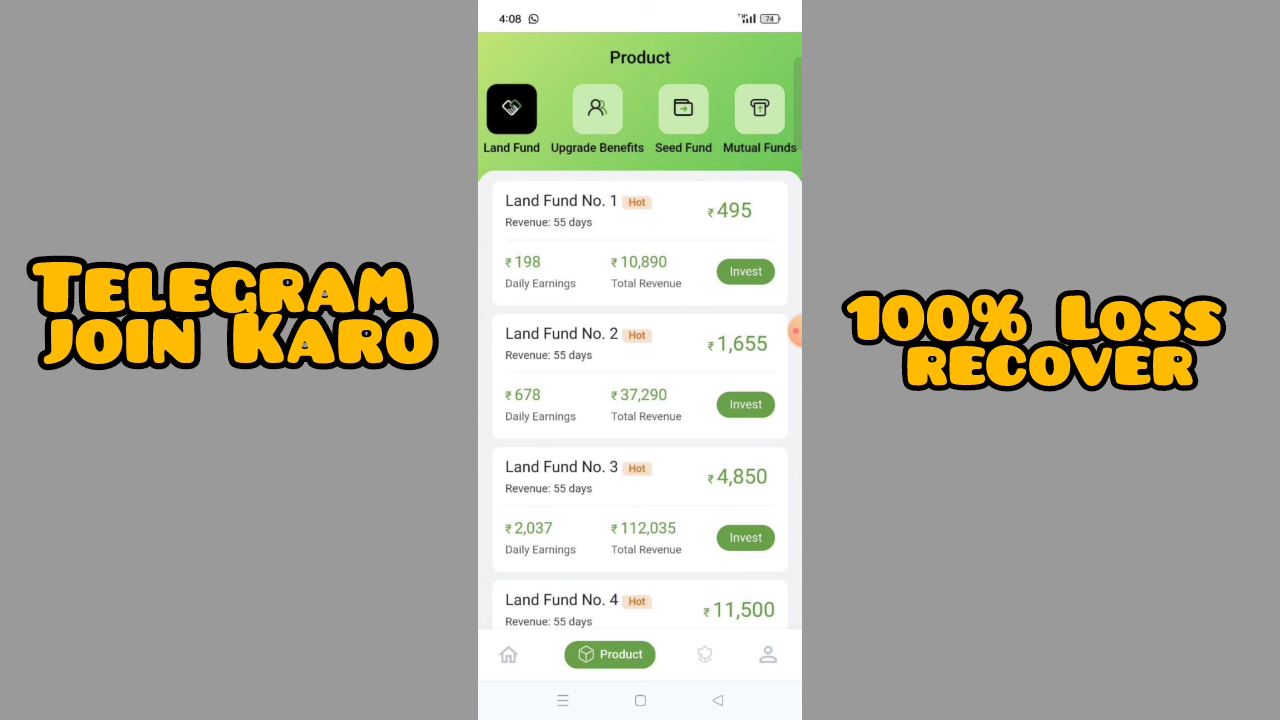 4:08
74
Product
Land Fund Upgrade Benefits Seed Fund Mutual Funds
Land Fund No. 1 Hot
₹ 495
Revenue: 55 days
₹ 198 ₹ 10,890
Invest
Daily Earnings Total Revenue
Land Fund No. 2 Hot
₹ 1,655
Revenue: 55 days
₹ 678 ₹ 37,290
Invest
Daily Earnings Total Revenue
Land Fund No. 3 Hot
₹ 4,850
Revenue: 55 days
₹ 2,037 ₹ 112,035
Invest
Daily Earnings Total Revenue
Land Fund No. 4 Hot
₹ 11,500
Revenue: 55 days
Product
Telegram
join Karo
100% Loss
recover